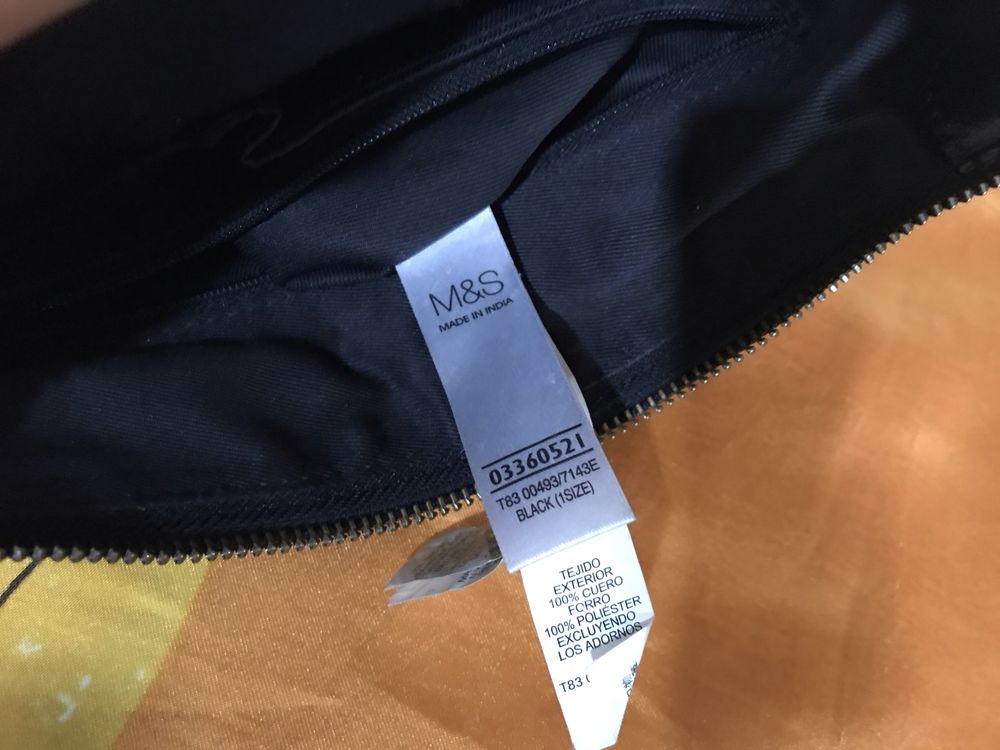 M&S
MADE IN INDIA
03360521
T83 00493/7143E
BLACK (1SIZE)
TEJIDO
EXTERIOR
100% CUERO
FORRO
100% POLIÉSTER
EXCLUYENDO
LOS ADORNOS
T83